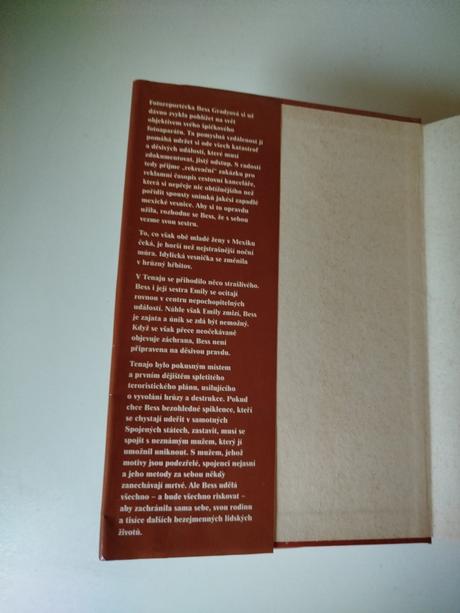 Fotoreportérka Bess Gradyová si už
dávno zvykla pohlížet na svět
objektivem svého špičkového
fotoaparátu. Ta pomyslná vzdálenost jí
pomáhá udržet si ode všech katastrof
a děsivých událostí, které musí
zdokumentovat, jistý odstup. S radostí
tedy přijme „rekreační“ zakázku pro
reklamní časopis cestovní kanceláře,
která si nepřeje nic obtížnějšího než
pořídit spousty snímků jakési zapadlé
mexické vesnice. Aby si to opravdu
užila, rozhodne se Bess, že s sebou
vezme svou sestru.
To, co však obě mladé ženy v Mexiku
čeká, je horší než nejstrašnější noční
můra. Idylická vesnička se změnila
v hrůzný hřbitov.
V Tenaju se přihodilo něco strašlivého.
Bess i její sestra Emily se ocitají
rovnou v centru nepochopitelných
událostí. Náhle však Emily zmizí, Bess
je zajata a únik se zdá být nemožný.
Když se však přece neočekávaně
objevuje záchrana, Bess není
připravena na děsivou pravdu.
Tenajo bylo pokusným místem
a prvním dějištěm spletitého
teroristického plánu, usilujícího
o vyvolání hrůzy a destrukce. Pokud
chce Bess bezohledné spiklence, kteří
se chystají udeřit v samotných
Spojených státech, zastavit, musí se
spojit s neznámým mužem, který jí
umožnil uniknout. S mužem, jehož
motivy jsou podezřelé, spojenci nejasní
a jeho metody za sebou někdy
zanechávají mrtvé. Ale Bess udělá
všechno – a bude všechno riskovat –
aby zachránila sama sebe, svou rodinu
a tisíce dalších bezejmenných lidských
životů.